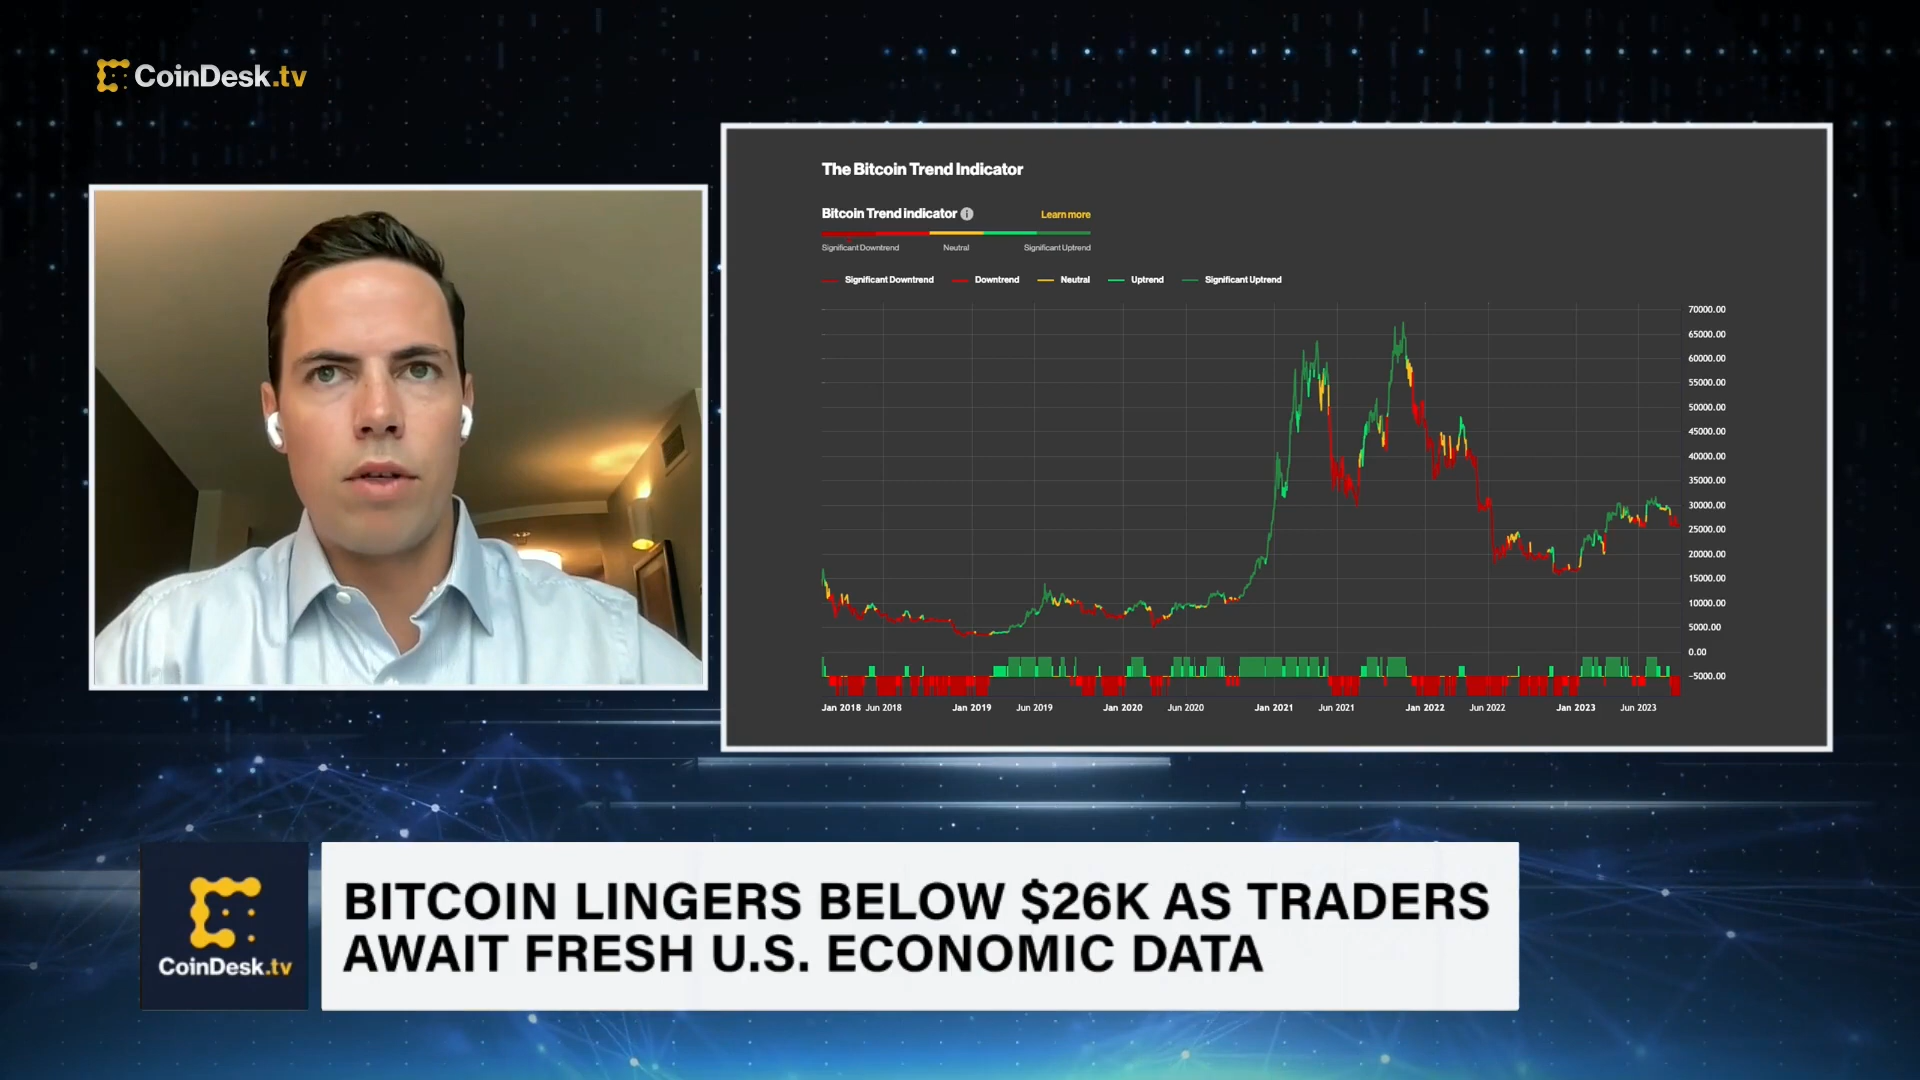 CoinDesk.tv
The Bitcoin Trend Indicator
Bitcoin Trend indicator i Learn more
Significant Downtrend Neutral Significant Uptrend
Significant Downtrend Downtrend Neutral Uptrend Significant Uptrend
70000.00
65000.00
60000.00
55000.00
50000.00
45000.00
40000.00
35000.00
30000.00
25000.00
20000.00
15000.00
10000.00
5000.00
0.00
-5000.00
Jan 2018 Jun 2018 Jan 2019 Jun 2019 Jan 2020 Jun 2020 Jan 2021 Jun 2021 Jan 2022 Jun 2022 Jan 2023 Jun 2023
BITCOIN LINGERS BELOW $26K AS TRADERS
AWAIT FRESH U.S. ECONOMIC DATA
CoinDesk.tv